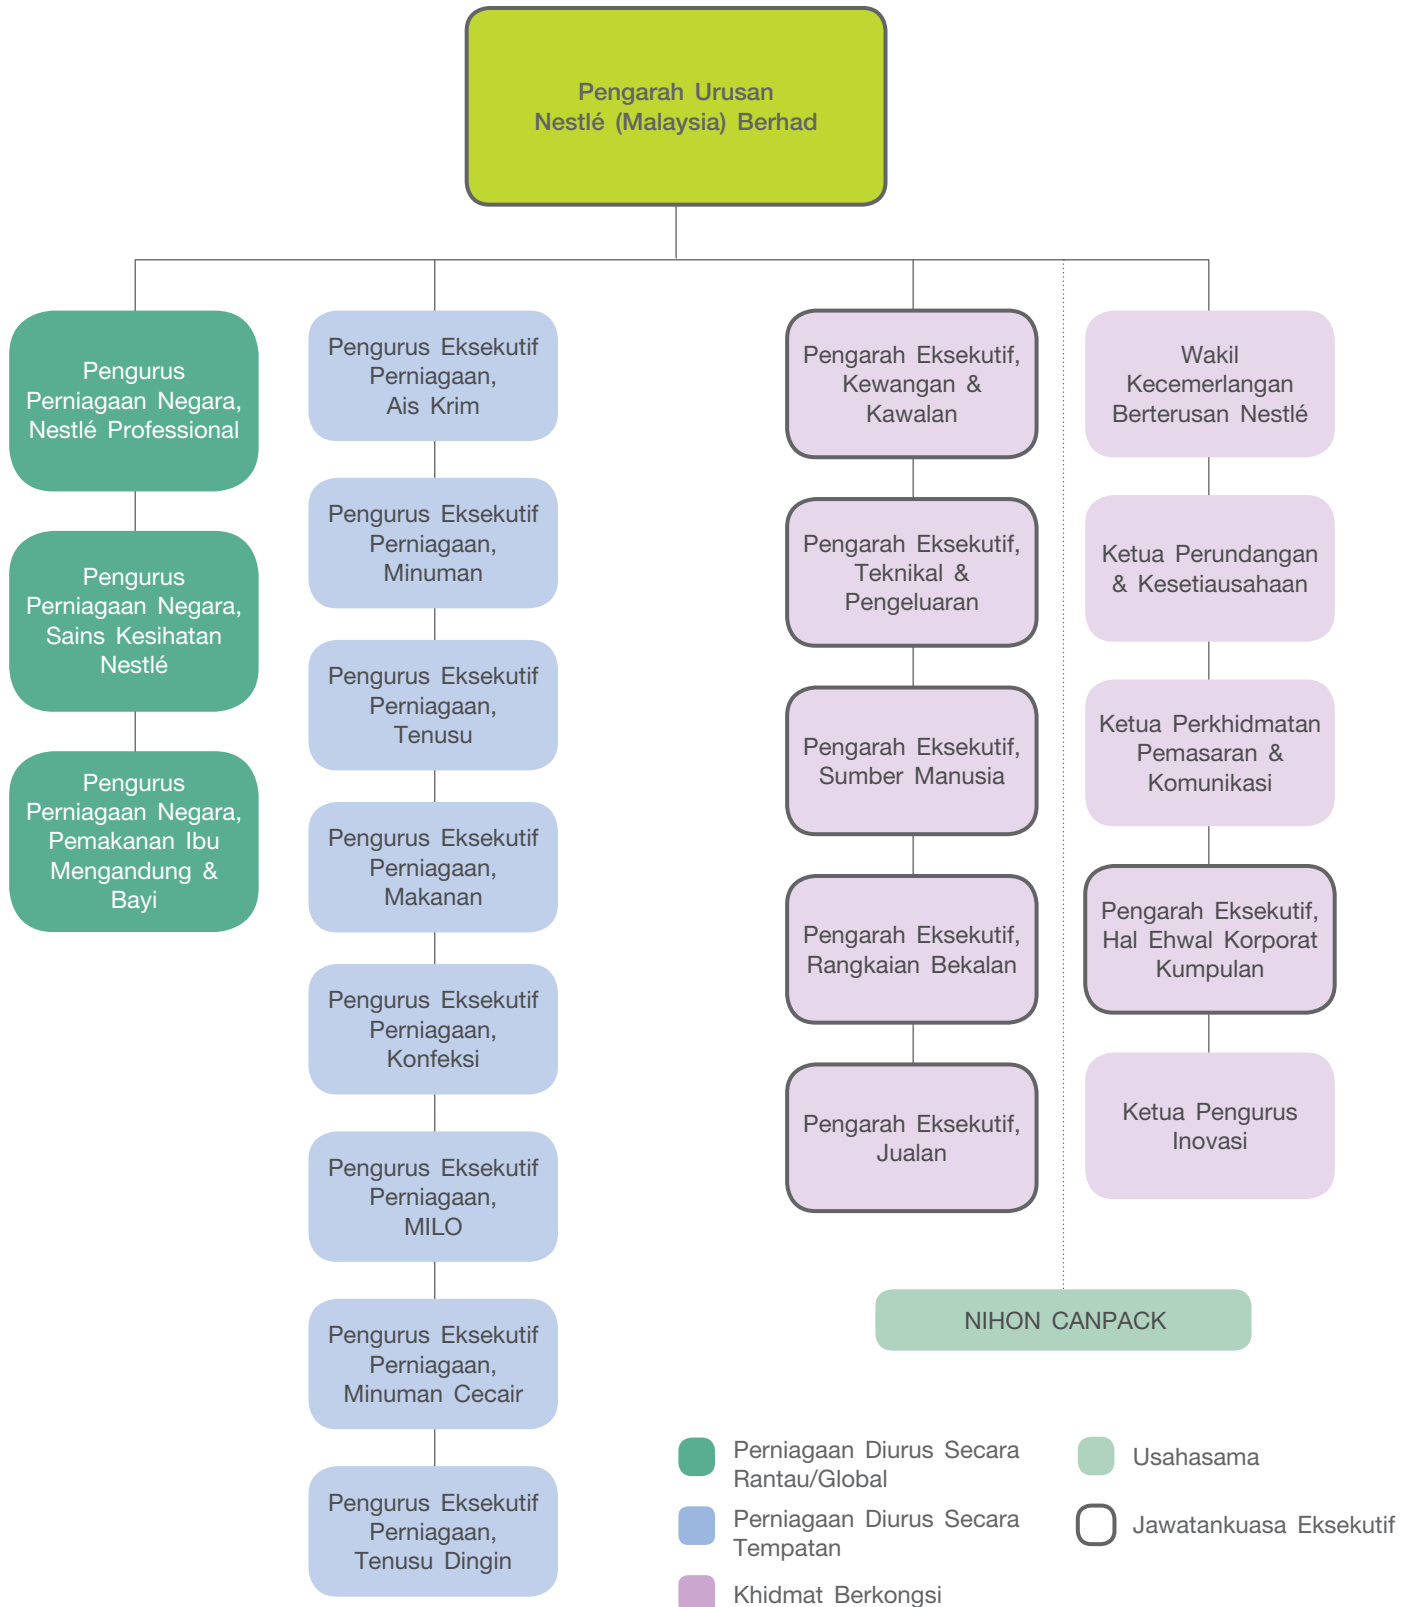 Pengarah Urusan
Nestlé (Malaysia) Berhad
Pengurus
Perniagaan Negara,
Nestlé Professional
Pengurus
Perniagaan Negara,
Sains Kesihatan
Nestlé
Pengurus
Perniagaan Negara,
Pemakanan Ibu
Mengandung &
Bayi
Pengurus Eksekutif
Perniagaan,
Ais Krim
Pengurus Eksekutif
Perniagaan,
Minuman
Pengurus Eksekutif
Perniagaan,
Tenusu
Pengurus Eksekutif
Perniagaan,
Makanan
Pengurus Eksekutif
Perniagaan,
Konfeksi
Pengurus Eksekutif
Perniagaan,
MILO
Pengurus Eksekutif
Perniagaan,
Minuman Cecair
Pengurus Eksekutif
Perniagaan,
Tenusu Dingin
Pengarah Eksekutif,
Kewangan &
Kawalan
Pengarah Eksekutif,
Teknikal &
Pengeluaran
Pengarah Eksekutif,
Sumber Manusia
Pengarah Eksekutif,
Rangkaian Bekalan
Pengarah Eksekutif,
Jualan
Wakil
Kecemerlangan
Berterusan Nestlé
Ketua Perundangan
& Kesetiausahaan
Ketua Perkhidmatan
Pemasaran &
Komunikasi
Pengarah Eksekutif,
Hal Ehwal Korporat
Kumpulan
Ketua Pengurus
Inovasi
NIHON CANPACK
Perniagaan Diurus Secara
Rantau/Global
Perniagaan Diurus Secara
Tempatan
Khidmat Berkongsi
Usahasama
Jawatankuasa Eksekutif